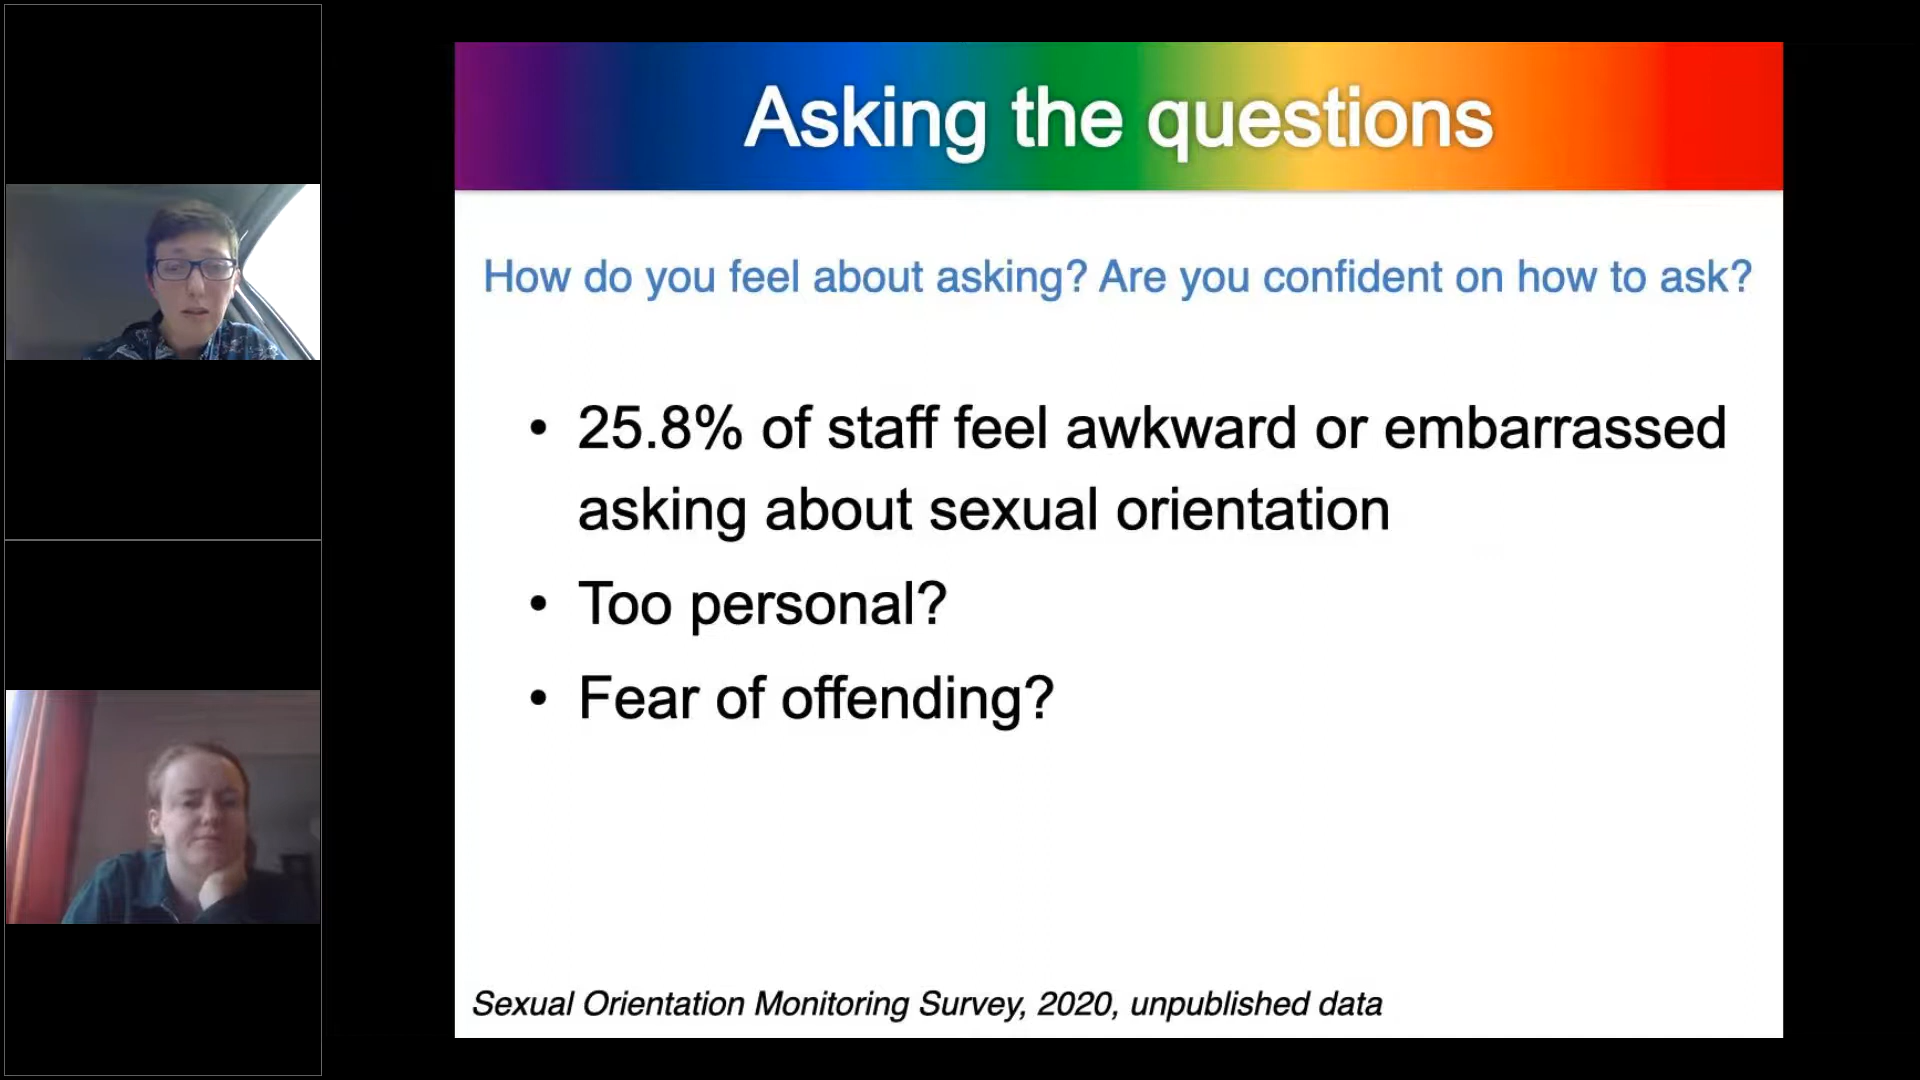 Asking the questions
How do you feel about asking? Are you confident on how to ask?
• 25.8% of staff feel awkward or embarrassed
asking about sexual orientation
• Too personal?
• Fear of offending?
Sexual Orientation Monitoring Survey, 2020, unpublished data